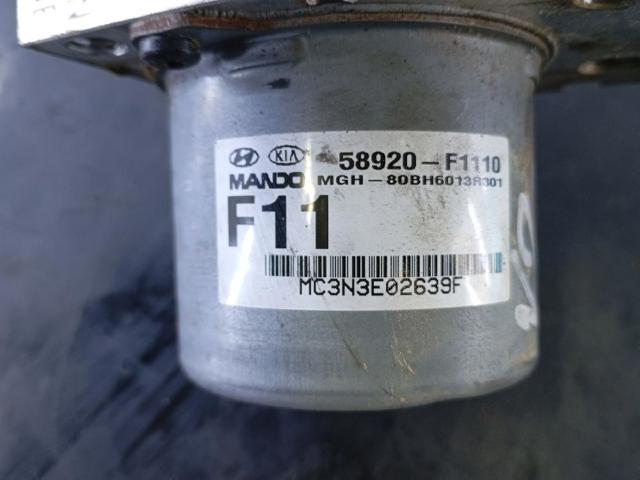 KIA 58920-F1110
MANDO MGH-80BH6013R301
F11
MC3N3E02639F